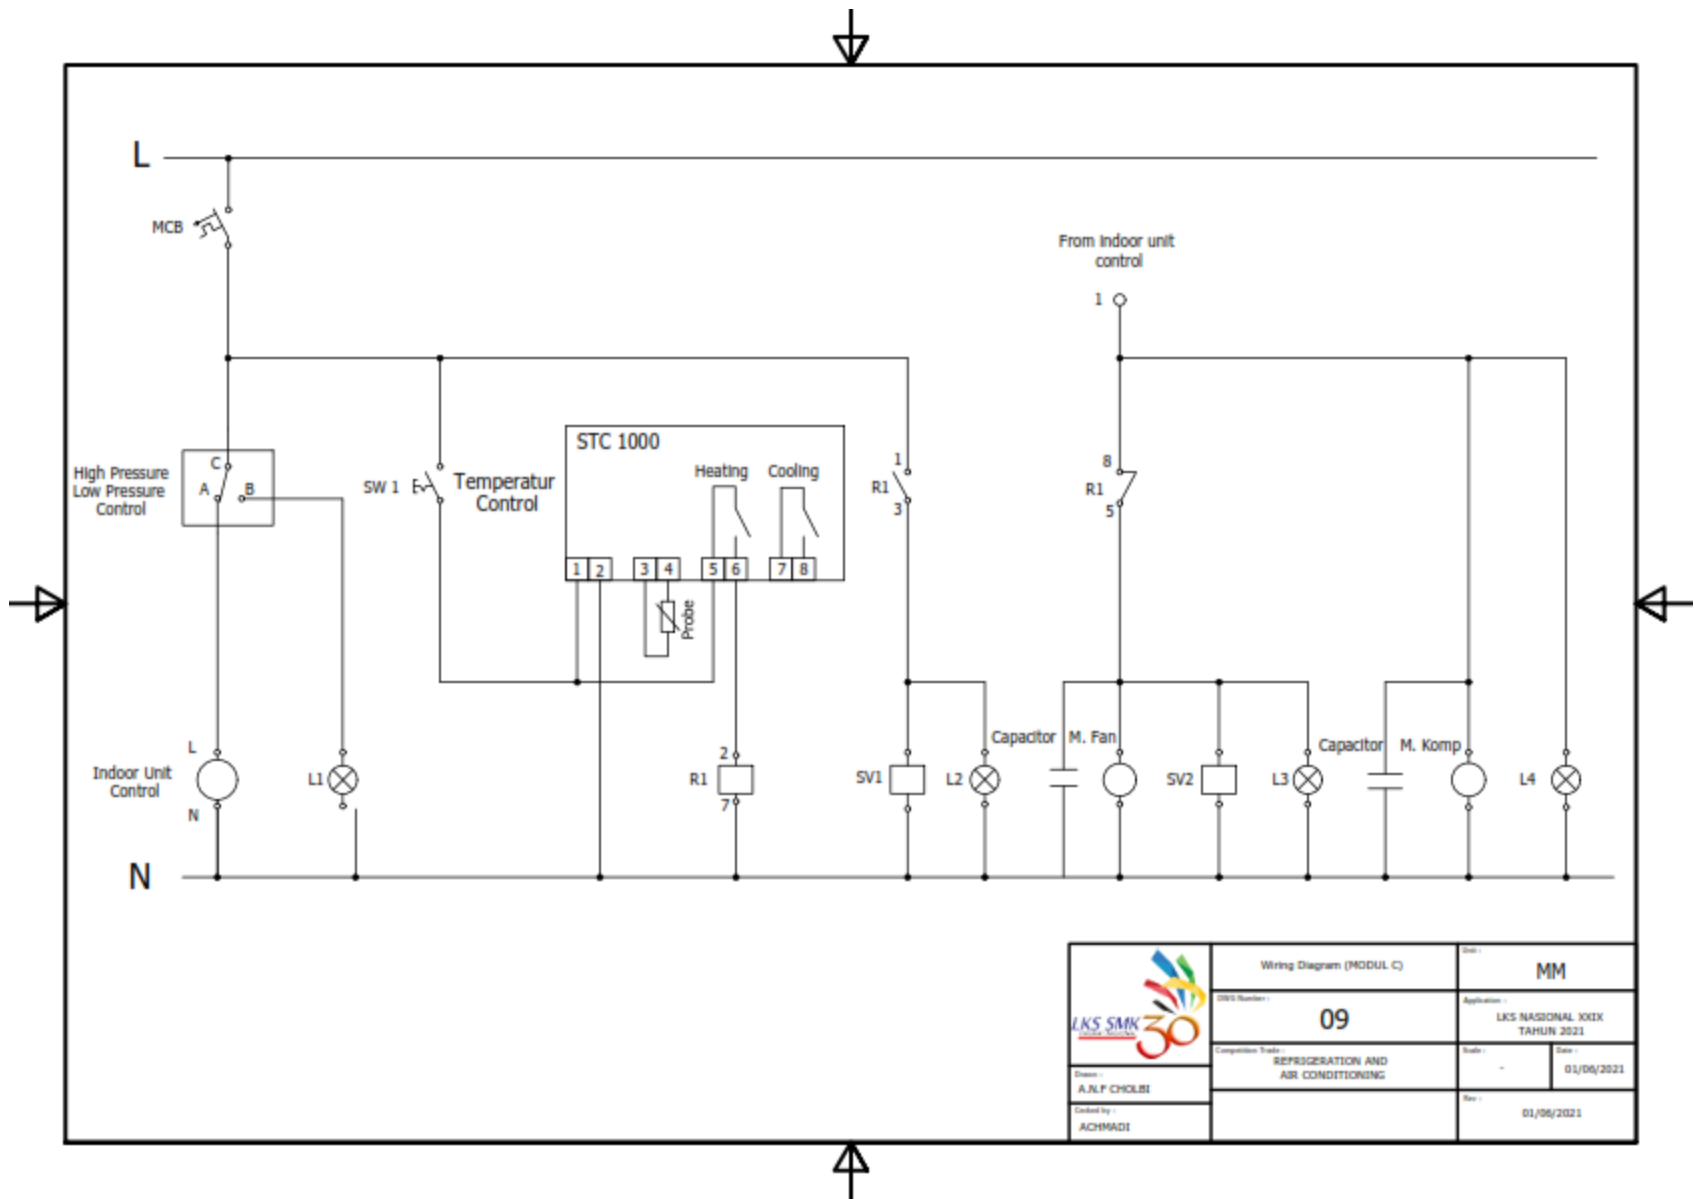 L
MCB
From indoor unit
control
1
High Pressure
Low Pressure
Control
C
A
B
SW 1
Temperatur
Control
STC 1000
Heating
Cooling
1
2
3
4
5
6
7
8
Probe
1
R1
3
8
R1
5
L
Indoor Unit
Control
N
L1
2
R1
7
SV1
L2
Capacitor
M. Fan
SV2
L3
Capacitor
M. Komp
L4
N
LKS SMK
30
Wiring Diagram (MODUL C)
Unit :
MM
DWG Number :
09
Application :
LKS NASIONAL XXIX
TAHUN 2021
Competition Trade :
REFRIGERATION AND
AIR CONDITIONING
Scale :
-
Date :
01/06/2021
Drawn :
A.N.F CHOLBI
Rev :
01/06/2021
ACHMADI